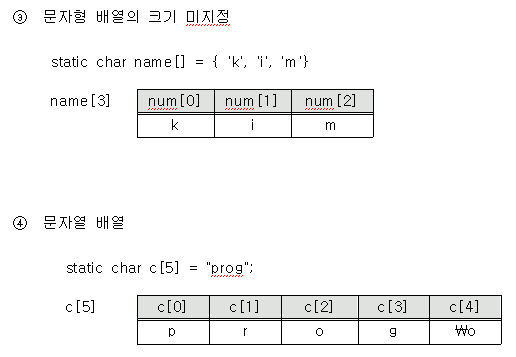 ③ 문자형 배열의 크기 미지정
static char name[] = { 'k', 'i', 'm'}
name[3] num[0] num[1] num[2]
k i m
④ 문자열 배열
static char c[5] = "prog";
c[5] c[0] c[1] c[2] c[3] c[4]
p r o g ₩o